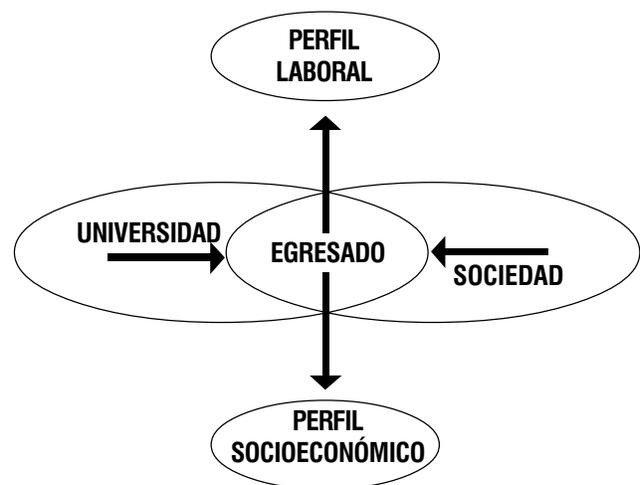 PERFIL
LABORAL
UNIVERSIDAD
EGRESADO
SOCIEDAD
PERFIL
SOCIOECONÓMICO